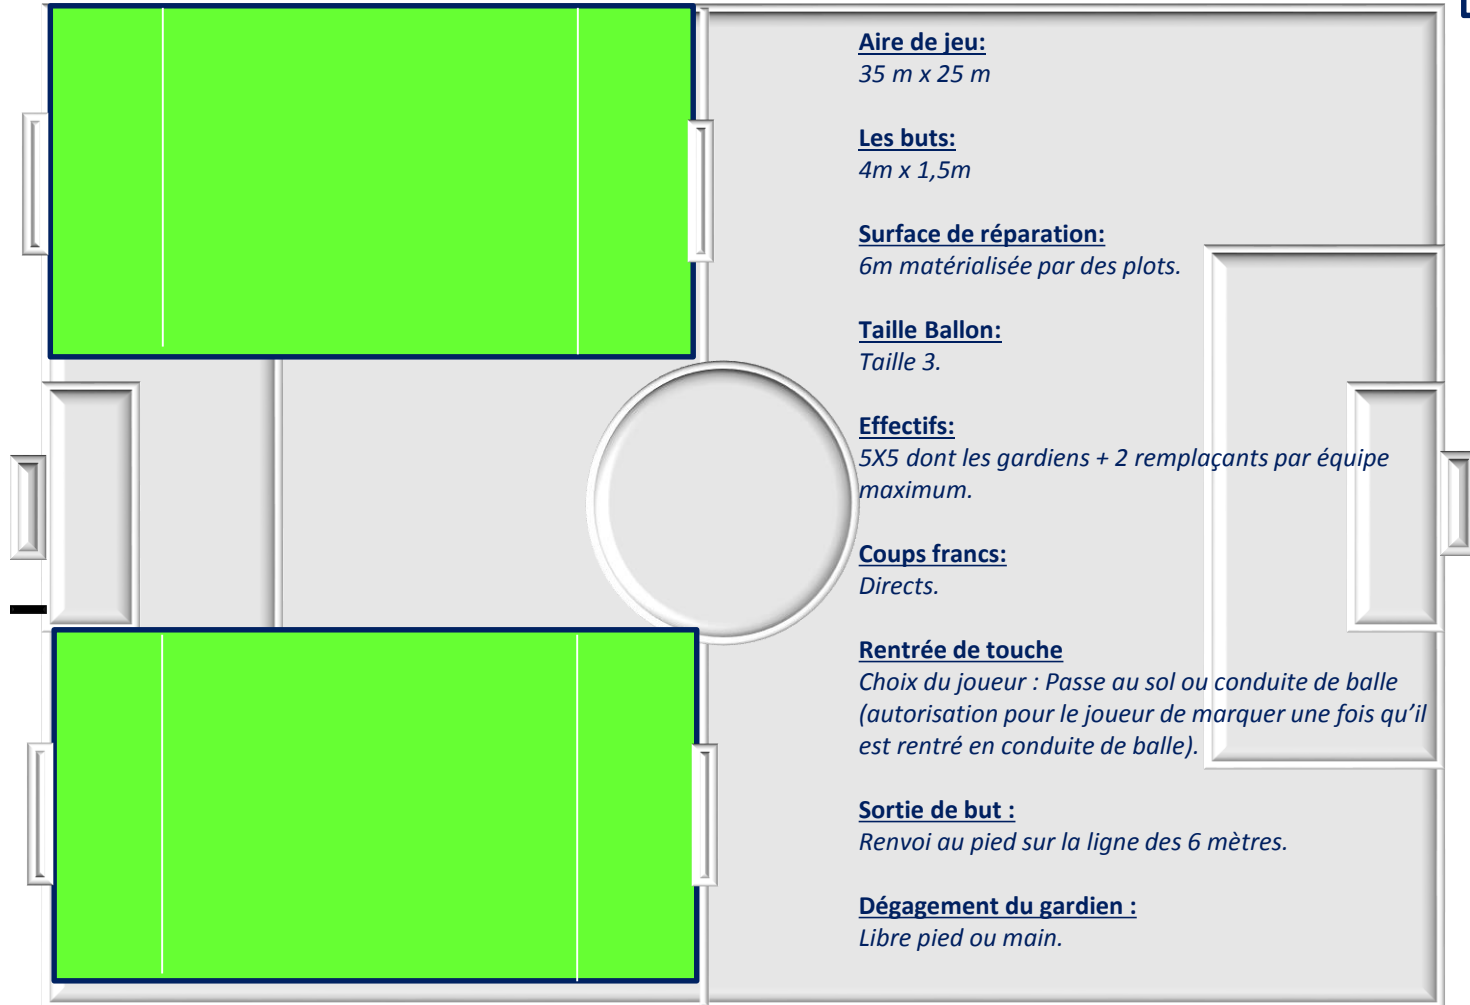 Aire de jeu:
35 m x 25 m
Les buts:
4m x 1,5m
Surface de réparation:
6m matérialisée par des plots.
Taille Ballon:
Taille 3.
Effectifs:
5X5 dont les gardiens + 2 remplaçants par équipe
maximum.
Coups francs:
Directs.
Rentrée de touche
Choix du joueur : Passe au sol ou conduite de balle
(autorisation pour le joueur de marquer une fois qu’il
est rentré en conduite de balle).
Sortie de but :
Renvoi au pied sur la ligne des 6 mètres.
Dégagement du gardien :
Libre pied ou main.